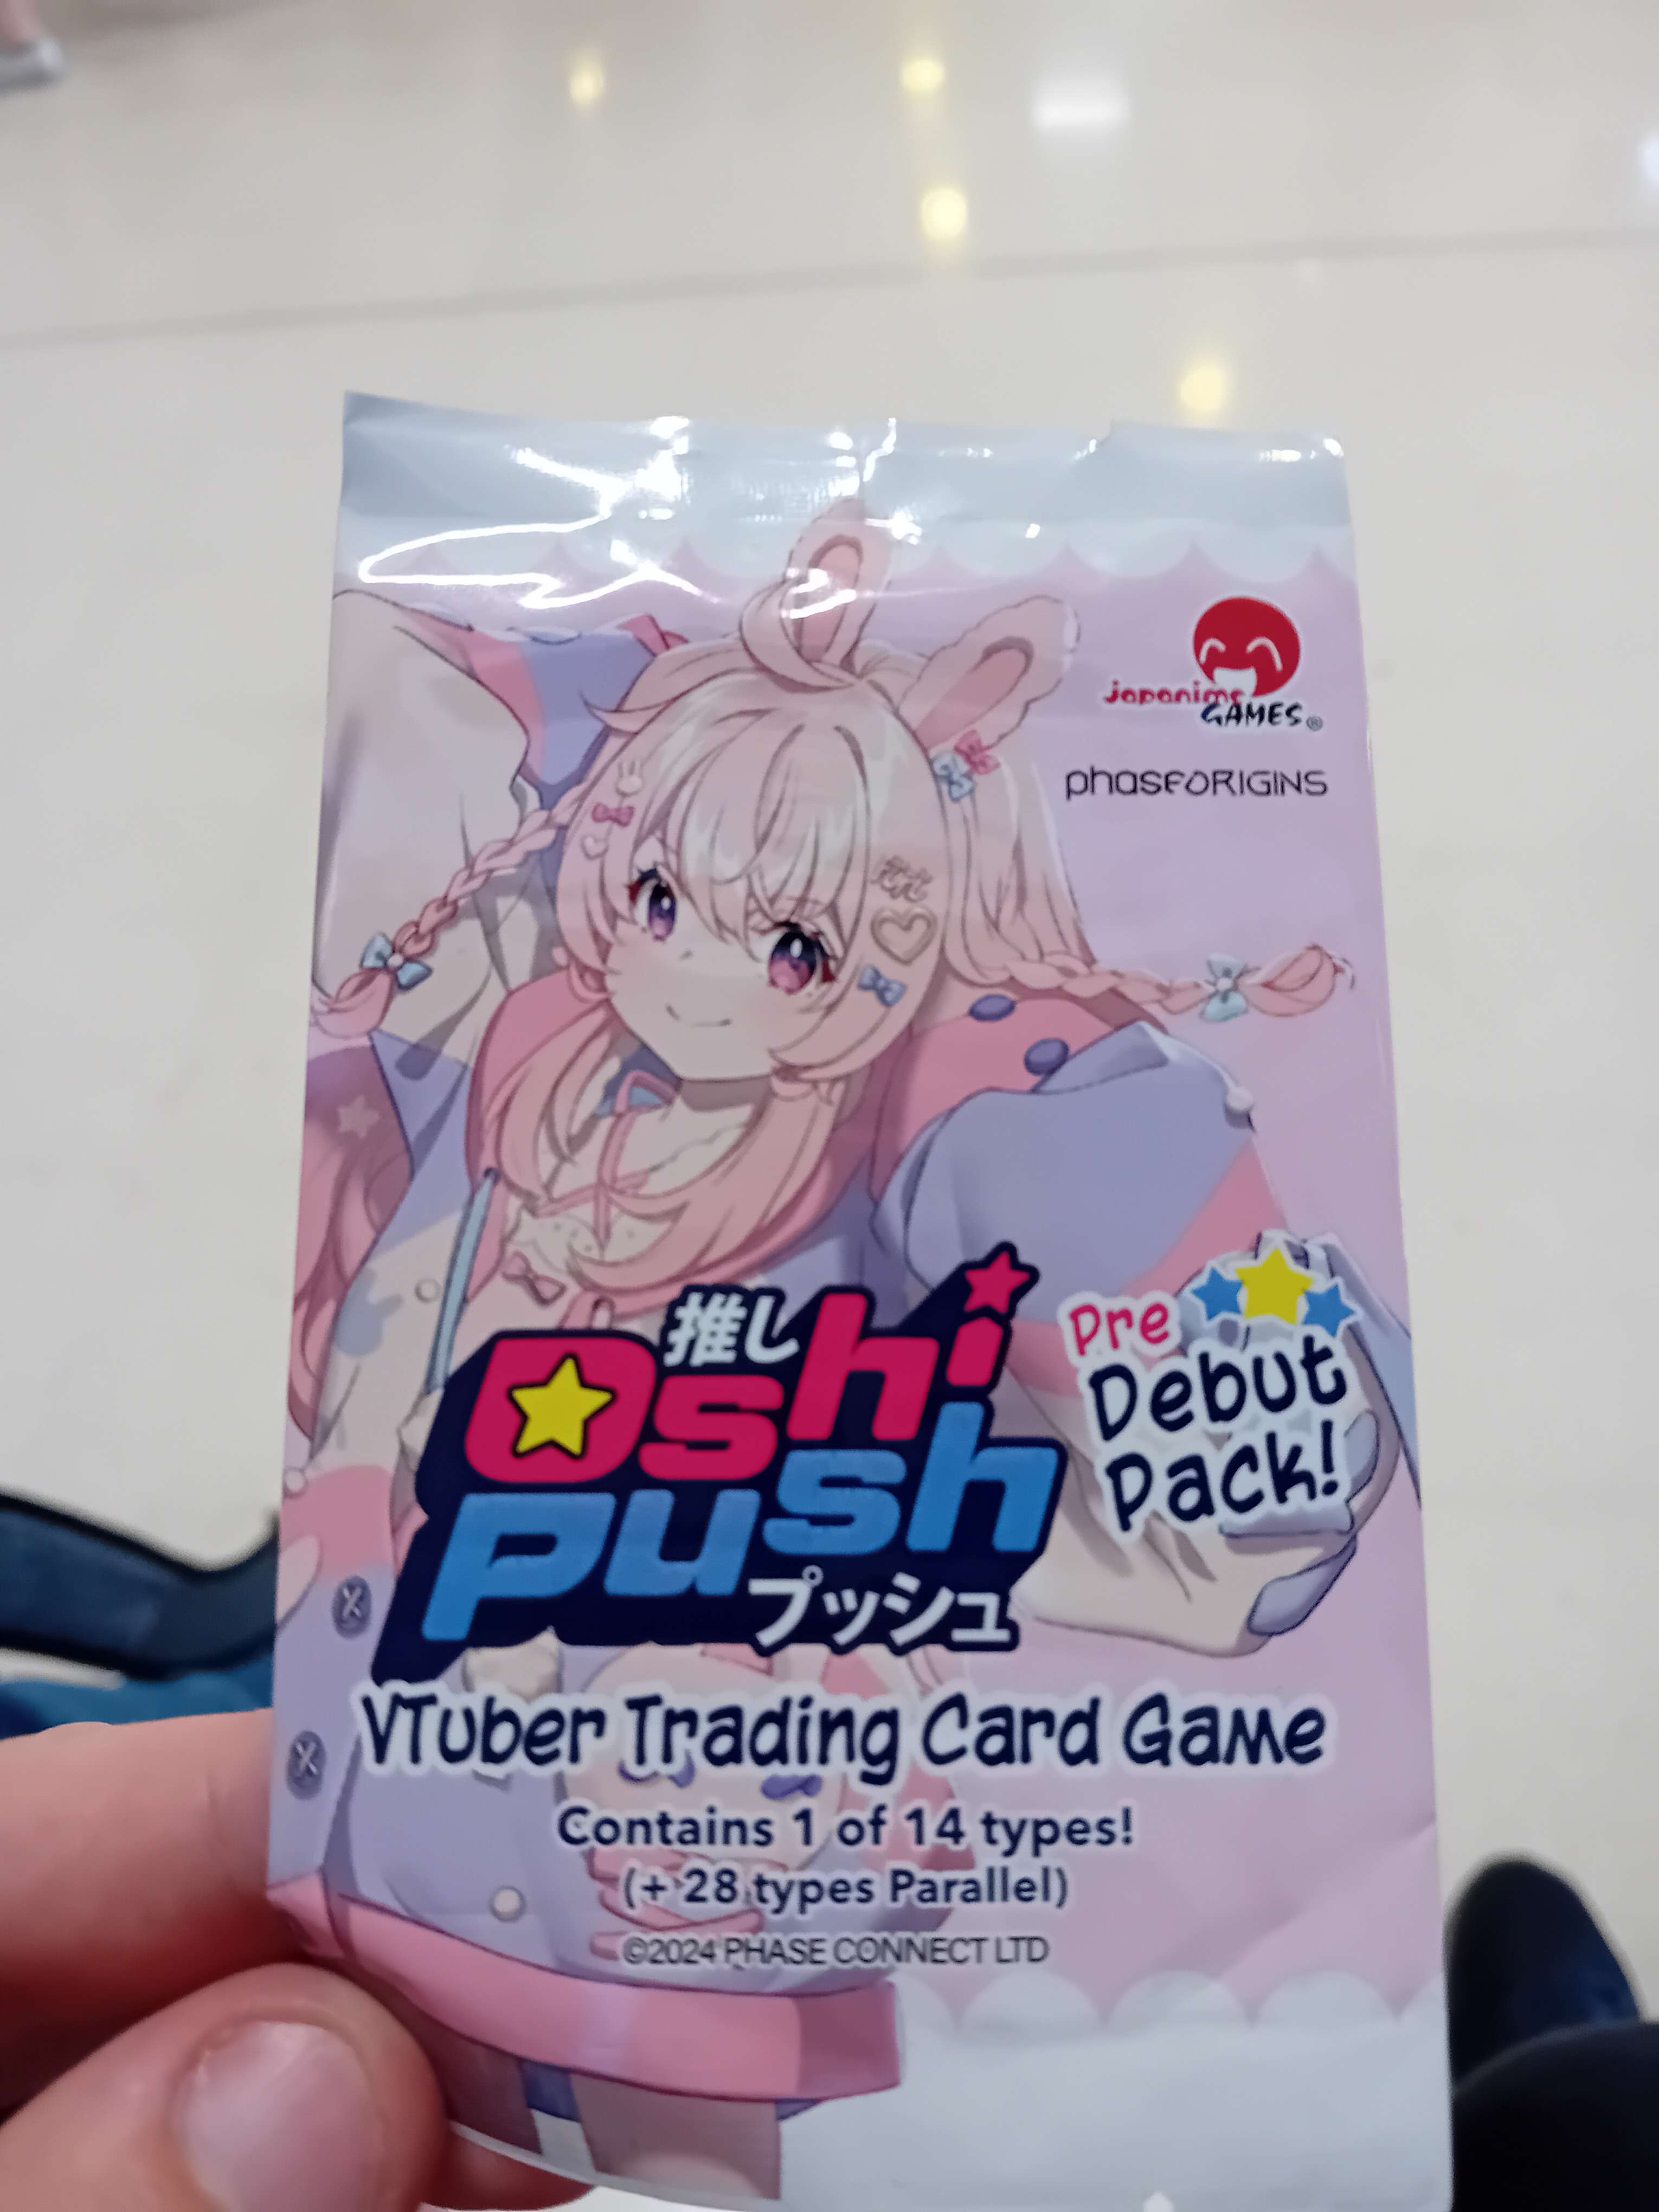 japanime
GAMES®
phaseORIGINS
推し
Oshi
Push
プッシュ
Pre
Debut
Pack!
VTuber Trading Card Game
Contains 1 of 14 types!
(+ 28 types Parallel)
©2024 PHASE CONNECT LTD